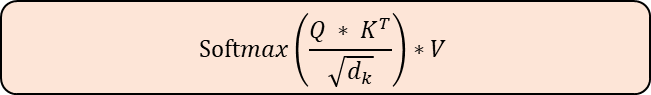 Softmax(Q * K^T / √d_k) * V